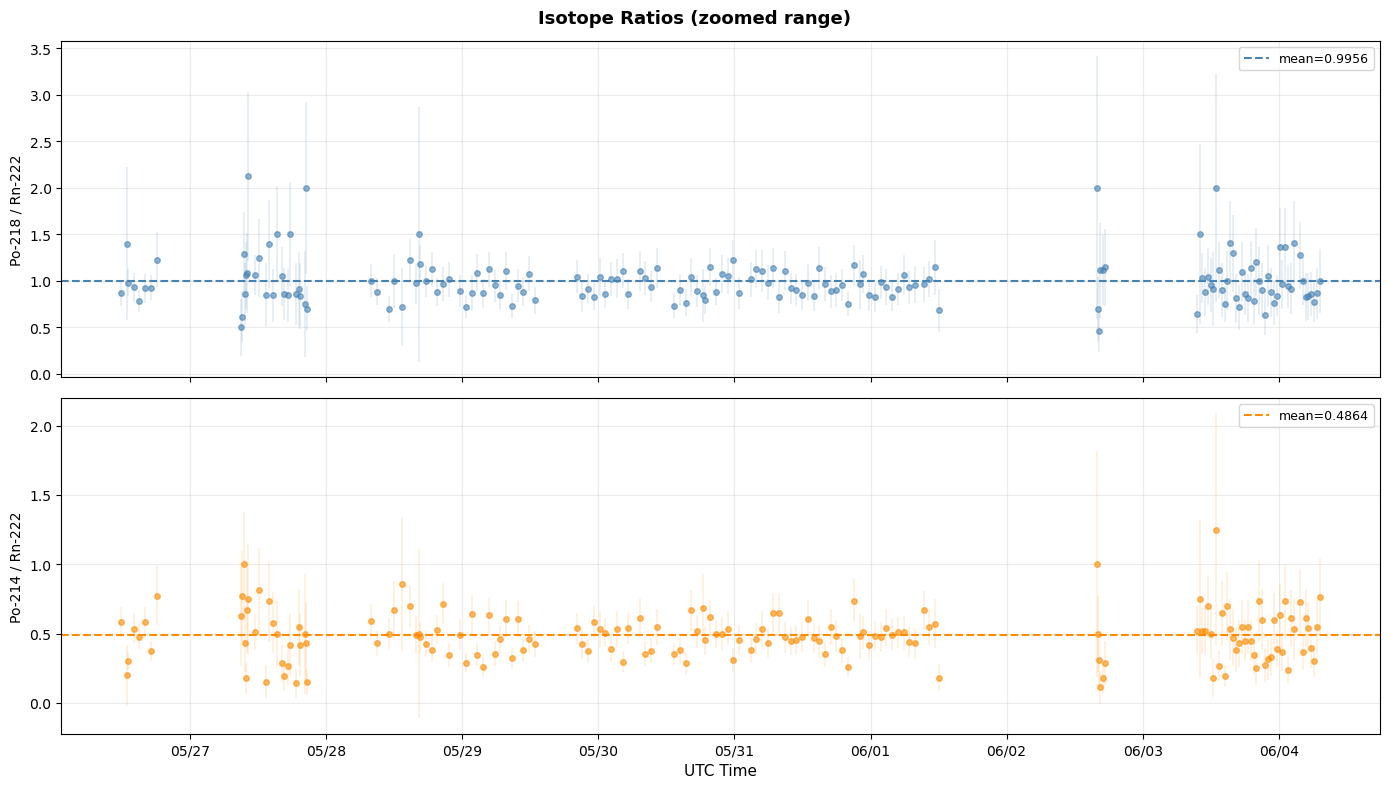 Isotope Ratios (zoomed range)
Po-218 / Rn-222
3.5
3.0
2.5
2.0
1.5
1.0
0.5
0.0
mean=0.9956
Po-214 / Rn-222
2.0
1.5
1.0
0.5
0.0
mean=0.4864
05/27 05/28 05/29 05/30 05/31 06/01 06/02 06/03 06/04
UTC Time